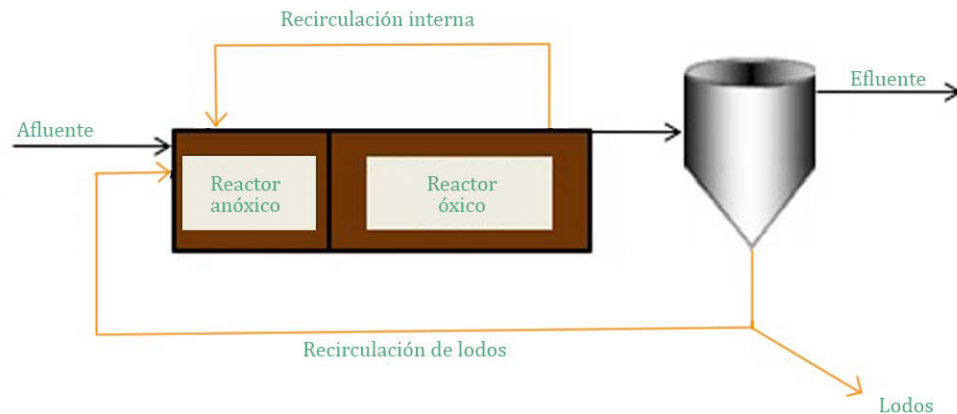 Recirculación interna
Efluente
Afluente
Reactor
anóxico
Reactor
óxico
Recirculación de lodos
Lodos